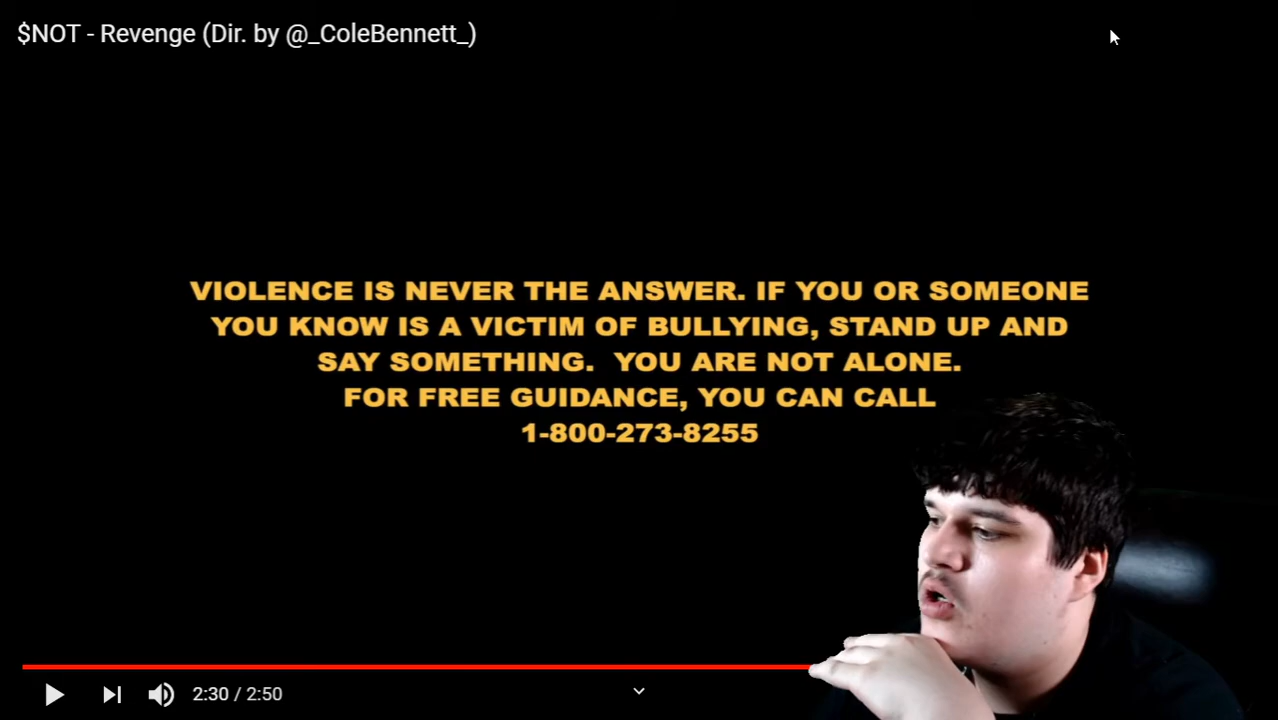 $NOT - Revenge (Dir. by @_ColeBennett_)
VIOLENCE IS NEVER THE ANSWER. IF YOU OR SOMEONE
YOU KNOW IS A VICTIM OF BULLYING, STAND UP AND
SAY SOMETHING.  YOU ARE NOT ALONE.
FOR FREE GUIDANCE, YOU CAN CALL
1-800-273-8255
2:30 / 2:50